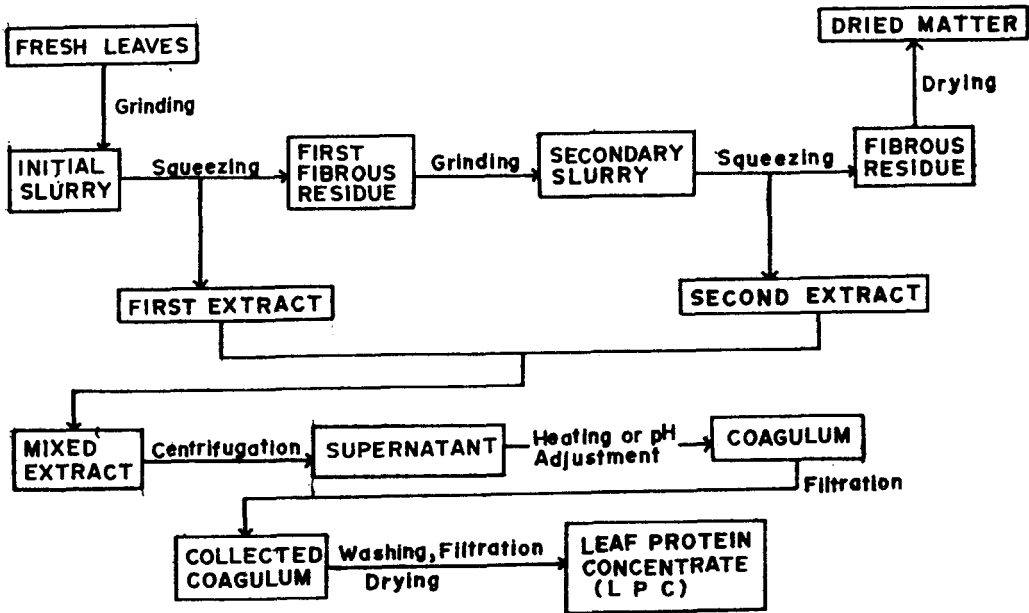 FRESH LEAVES
DRIED MATTER
Grinding
Drying
INITIAL
SLURRY
Squeezing
FIRST
FIBROUS
RESIDUE
Grinding
SECONDARY
SLURRY
Squeezing
FIBROUS
RESIDUE
FIRST EXTRACT
SECOND EXTRACT
MIXED
EXTRACT
Centrifugation
SUPERNATANT
Heating or pH
Adjustment
COAGULUM
Filtration
COLLECTED
COAGULUM
Washing, Filtration
Drying
LEAF PROTEIN
CONCENTRATE
(L P C)